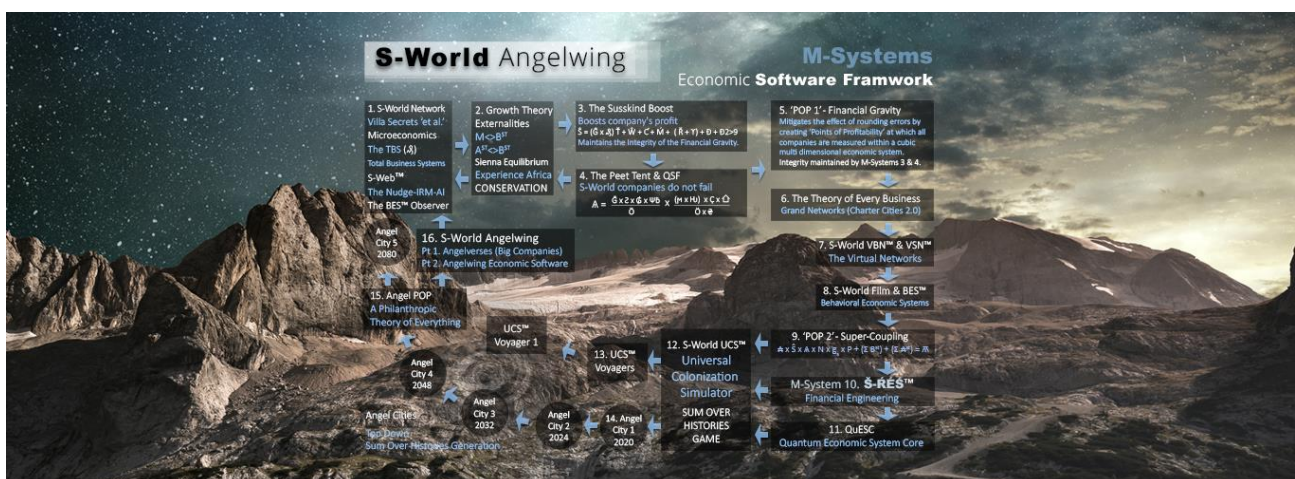 S-World Angelwing
M-Systems
Economic Software Framwork
1. S-World Network
Villa Secrets 'et al.'
Microeconomics
The TBS
Total Business Systems
S-Web™
The Nudge-IRM-AI
The BES™ Observer
2. Growth Theory
Externalities
M<>Bˢᵀ
Aˢᵀ<>Bˢᵀ
Sienna Equilibrium
Experience Africa
CONSERVATION
3. The Susskind Boost
Boosts company's profit
Maintains the Integrity of the Financial Gravity.
4. The Peet Tent & QSF
S-World companies do not fail
5. 'POP 1'- Financial Gravity
Mitigates the effect of rounding errors by
creating 'Points of Profitability' at which all
companies are measured within a cubic
multi dimensional economic system.
Integrity maintained by M-Systems 3 & 4.
6. The Theory of Every Business
Grand Networks (Charter Cities 2.0)
7. S-World VBN™ & VSN™
The Virtual Networks
8. S-World Film & BES™
Behavioral Economic Systems
9. 'POP 2'- Super-Coupling
M-System 10. Š-ŔÉŚ™
Financial Engineering
11. QuESC
Quantum Economic System Core
12. S-World UCS™
Universal
Colonization
Simulator
SUM OVER
HISTORIES
GAME
13. UCS™
Voyagers
UCS™
Voyager 1
14. Angel
City 1
2020
Angel
City 2
2024
Angel
City 3
2032
Angel
City 4
2048
Angel
City 5
2080
Angel Cities
Top Down
Sum Over Histories Generation
15. Angel POP
A Philanthropic
Theory of Everything
16. S-World Angelwing
Pt 1. Angelverses (Big Companies)
Pt 2. Angelwing Economic Software